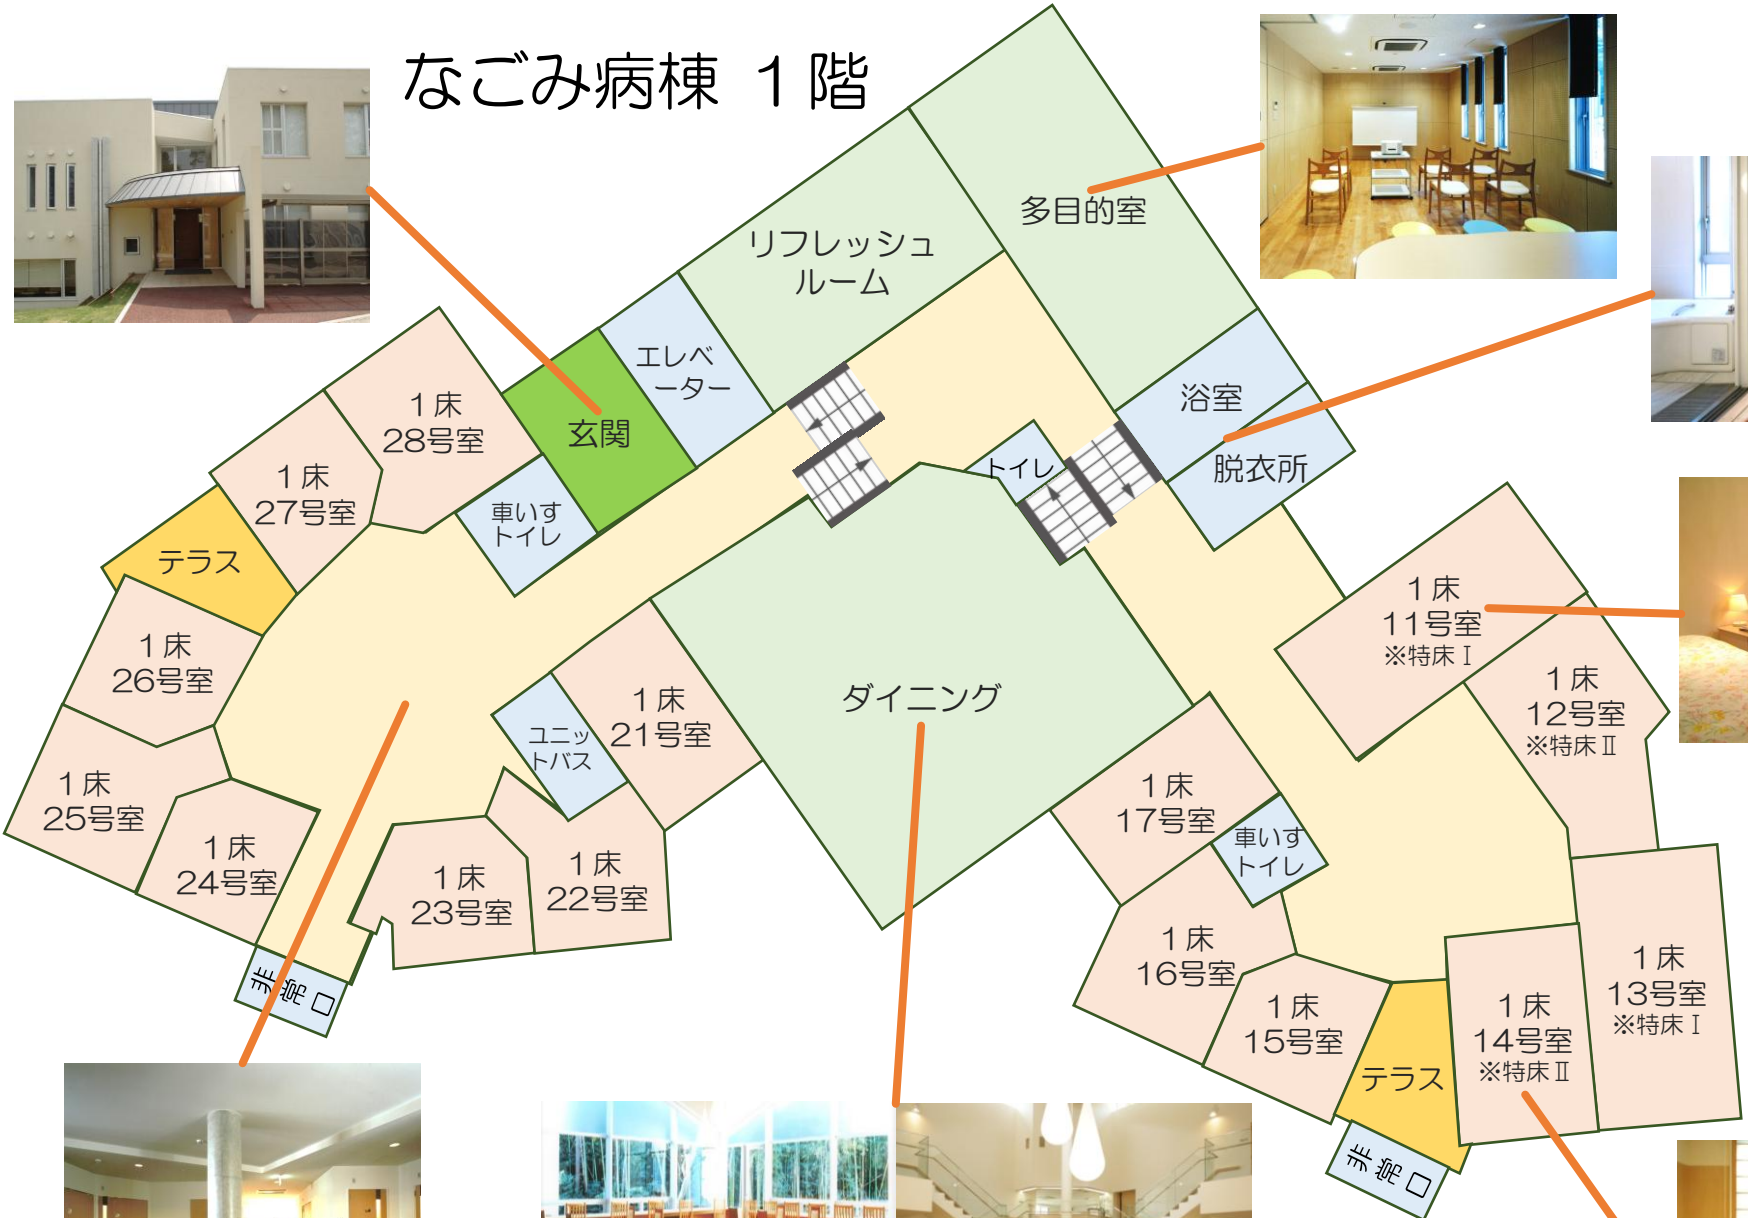 なごみ病棟 １階
多目的室
リフレッシュ
ルーム
エレベ
ーター
玄関
１床
28号室
１床
27号室
車いす
トイレ
テラス
１床
26号室
１床
25号室
１床
24号室
非常口
１床
23号室
１床
22号室
ユニッ
トバス
１床
21号室
ダイニング
トイレ
浴室
脱衣所
１床
11号室
※特床Ⅰ
１床
12号室
※特床Ⅱ
１床
13号室
※特床Ⅰ
１床
14号室
※特床Ⅱ
テラス
非常口
１床
15号室
１床
16号室
車いす
トイレ
１床
17号室